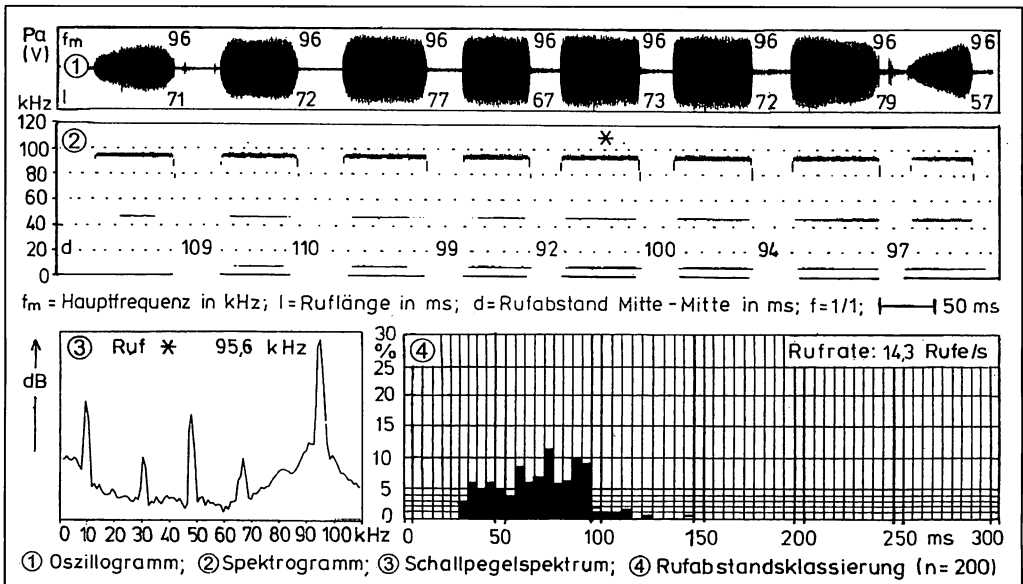 Pa
(V)
① fm 96 96 96 96 96 96 96 96
l 71 72 77 67 73 72 79 57
kHz
120
② *
100
80
60
40
d 109 110 99 92 100 94 97
20
0
fm = Hauptfrequenz in kHz; l = Ruflänge in ms; d = Rufabstand Mitte - Mitte in ms; f = 1/1; 50 ms
③ Ruf * 95,6 kHz
dB
0 10 20 30 40 50 60 70 80 90 100 kHz
④ Rufrate: 14,3 Rufe/s
30
%
25
20
15
10
5
0
0 50 100 150 200 250 ms 300
① Oszillogramm; ② Spektrogramm; ③ Schallpegelspektrum; ④ Rufabstandsklassierung (n = 200)